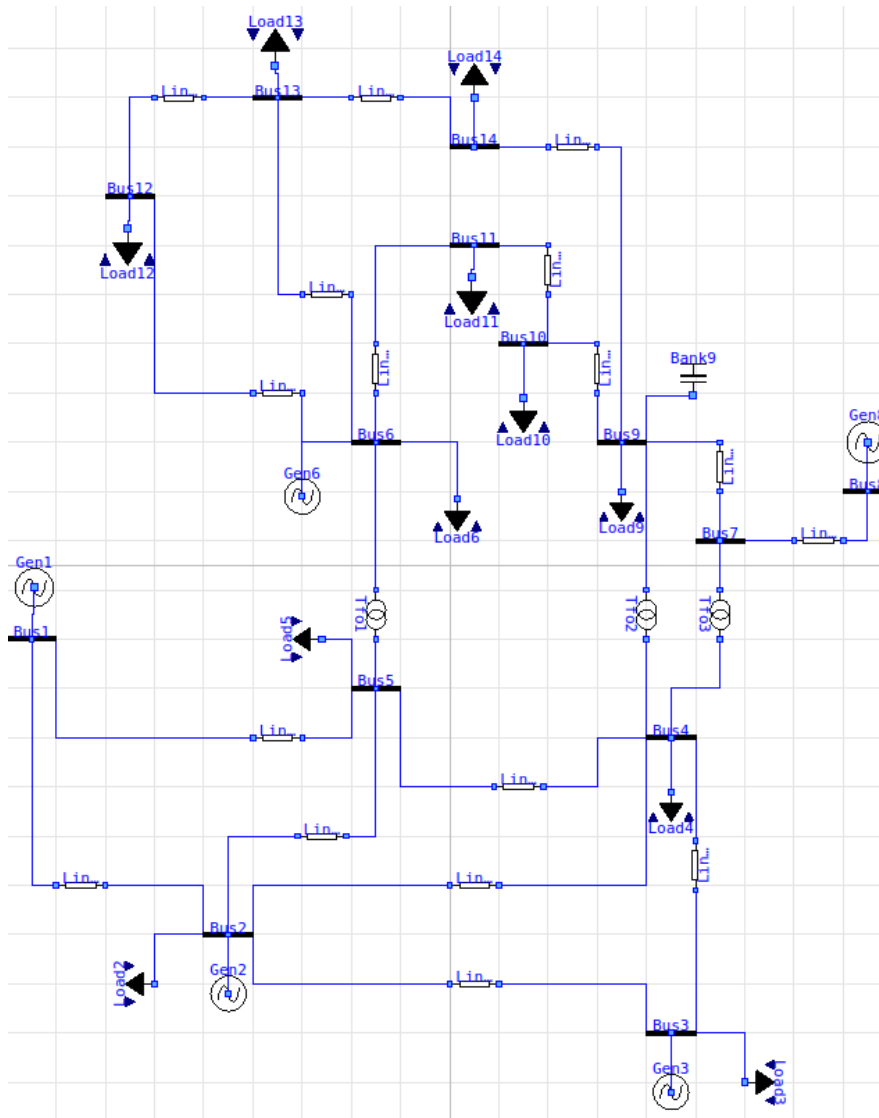 Load13
Load14
Lin…
Bus13
Lin…
Bus14
Lin…
Bus12
Load12
Bus11
Lin…
Lin…
Load11
Bus10
Lin…
Lin…
Bank9
Lin…
Gen8
Bus6
Load10
Bus9
Lin…
Gen6
Bus8
Load6
Load9
Bus7
Lin…
Gen1
Tfo1
Tfo2
Tfo3
Bus1
Load5
Bus5
Lin…
Bus4
Lin…
Load4
Lin…
Lin…
Lin…
Lin…
Bus2
Load2
Gen2
Lin…
Bus3
Gen3
Load3